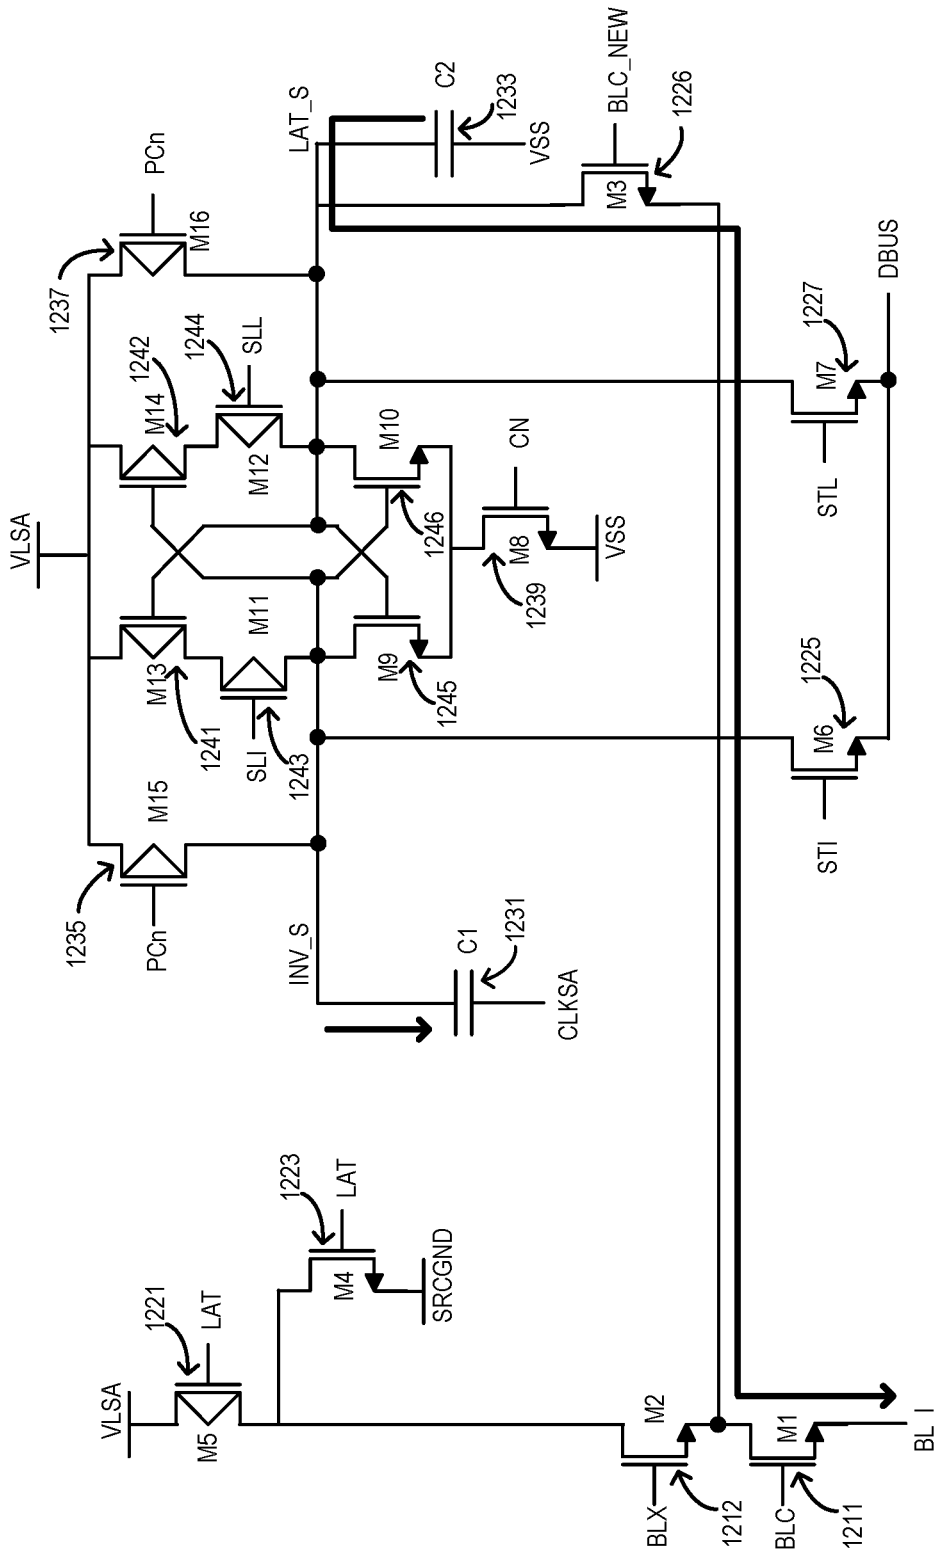 VLSA
1221
LAT
M5
1223
LAT
M4
SRCGND
BLX
M2
1212
BLC
M1
1211
BL_I
VLSA
1235
PCn
M15
M13
1241
SLI
1243
M11
M14
1242
1244
SLL
M12
1237
PCn
M16
INV_S
LAT_S
C1
1231
CLKSA
M9
1245
M10
1246
CN
M8
1239
VSS
C2
1233
VSS
BLC_NEW
M3
1226
STI
M6
1225
STL
M7
1227
DBUS